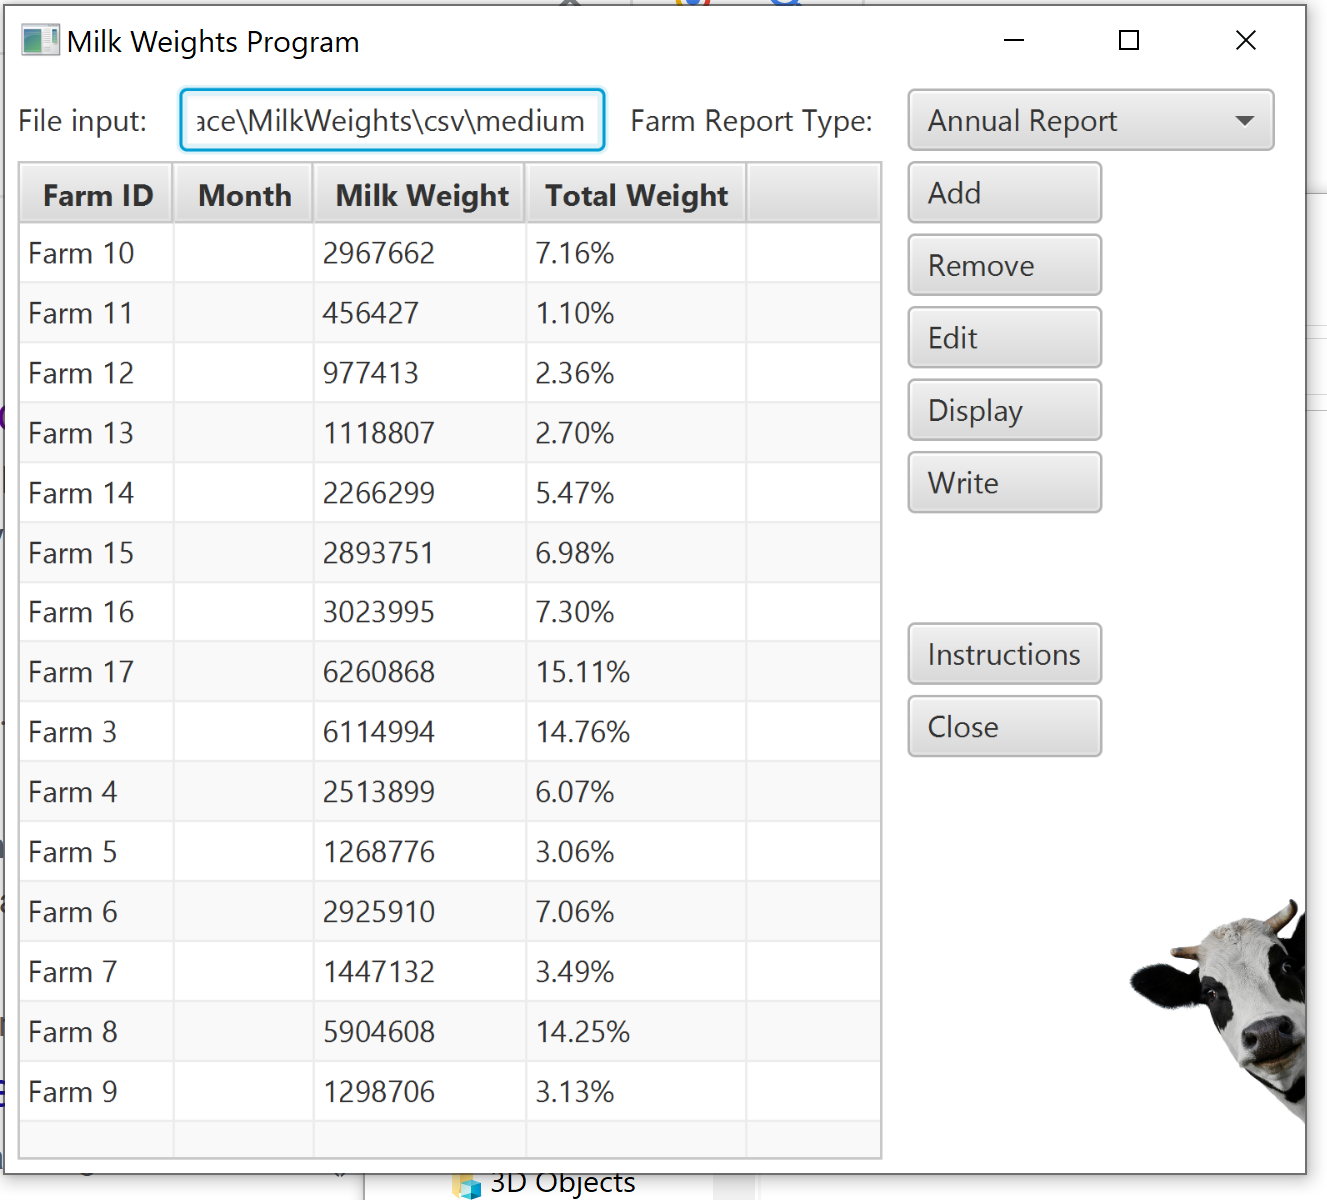 Milk Weights Program
File input: ace\MilkWeights\csv\medium Farm Report Type: Annual Report
Farm ID Month Milk Weight Total Weight
Farm 10 2967662 7.16%
Farm 11 456427 1.10%
Farm 12 977413 2.36%
Farm 13 1118807 2.70%
Farm 14 2266299 5.47%
Farm 15 2893751 6.98%
Farm 16 3023995 7.30%
Farm 17 6260868 15.11%
Farm 3 6114994 14.76%
Farm 4 2513899 6.07%
Farm 5 1268776 3.06%
Farm 6 2925910 7.06%
Farm 7 1447132 3.49%
Farm 8 5904608 14.25%
Farm 9 1298706 3.13%
Add
Remove
Edit
Display
Write
Instructions
Close
3D Objects